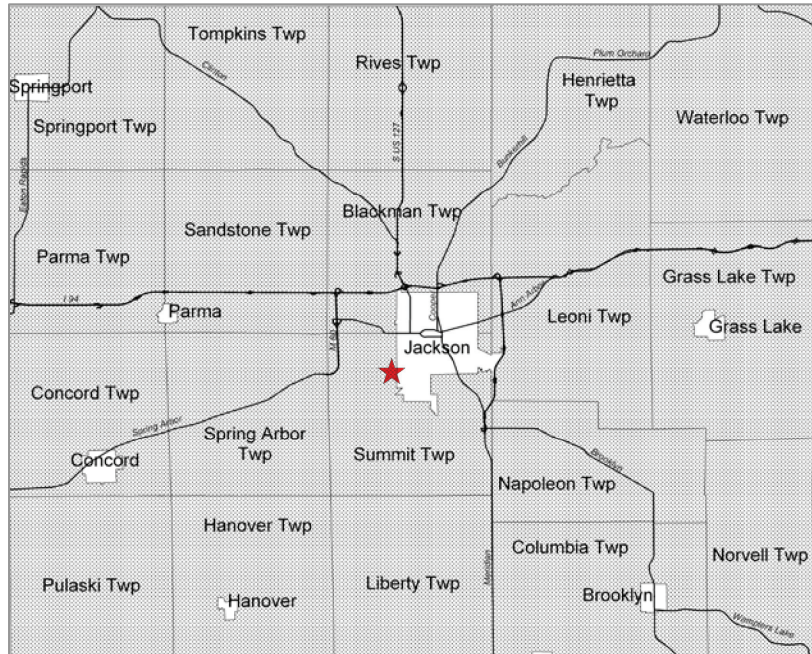 Tompkins Twp
Rives Twp
Plum Orchard
Henrietta
Twp
Clinton
Springport
S US 127
Waterloo Twp
Springport Twp
Bunkerhill
Eaton Rapids
Blackman Twp
Sandstone Twp
Parma Twp
Grass Lake Twp
I 94
Parma
Cooper
Ann Arbor
Leoni Twp
Grass Lake
M 60
Jackson
Concord Twp
Spring Arbor
Spring Arbor
Twp
Concord
Summit Twp
Brooklyn
Napoleon Twp
Hanover Twp
Columbia Twp
Norvell Twp
Pulaski Twp
Liberty Twp
Meridian
Hanover
Brooklyn
Wamplers Lake